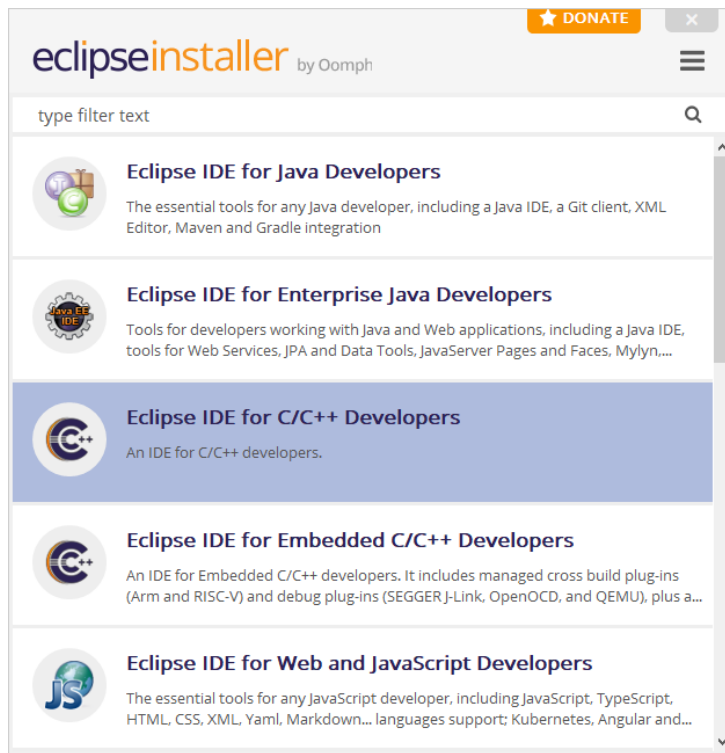 DONATE
eclipseinstaller by Oomph
type filter text
Eclipse IDE for Java Developers
The essential tools for any Java developer, including a Java IDE, a Git client, XML
Editor, Maven and Gradle integration
Java EE
IDE
Eclipse IDE for Enterprise Java Developers
Tools for developers working with Java and Web applications, including a Java IDE,
tools for Web Services, JPA and Data Tools, JavaServer Pages and Faces, Mylyn,...
C++
Eclipse IDE for C/C++ Developers
An IDE for C/C++ developers.
C++
Eclipse IDE for Embedded C/C++ Developers
An IDE for Embedded C/C++ developers. It includes managed cross build plug-ins
(Arm and RISC-V) and debug plug-ins (SEGGER J-Link, OpenOCD, and QEMU), plus a...
JS
Eclipse IDE for Web and JavaScript Developers
The essential tools for any JavaScript developer, including JavaScript, TypeScript,
HTML, CSS, XML, Yaml, Markdown... languages support; Kubernetes, Angular and...